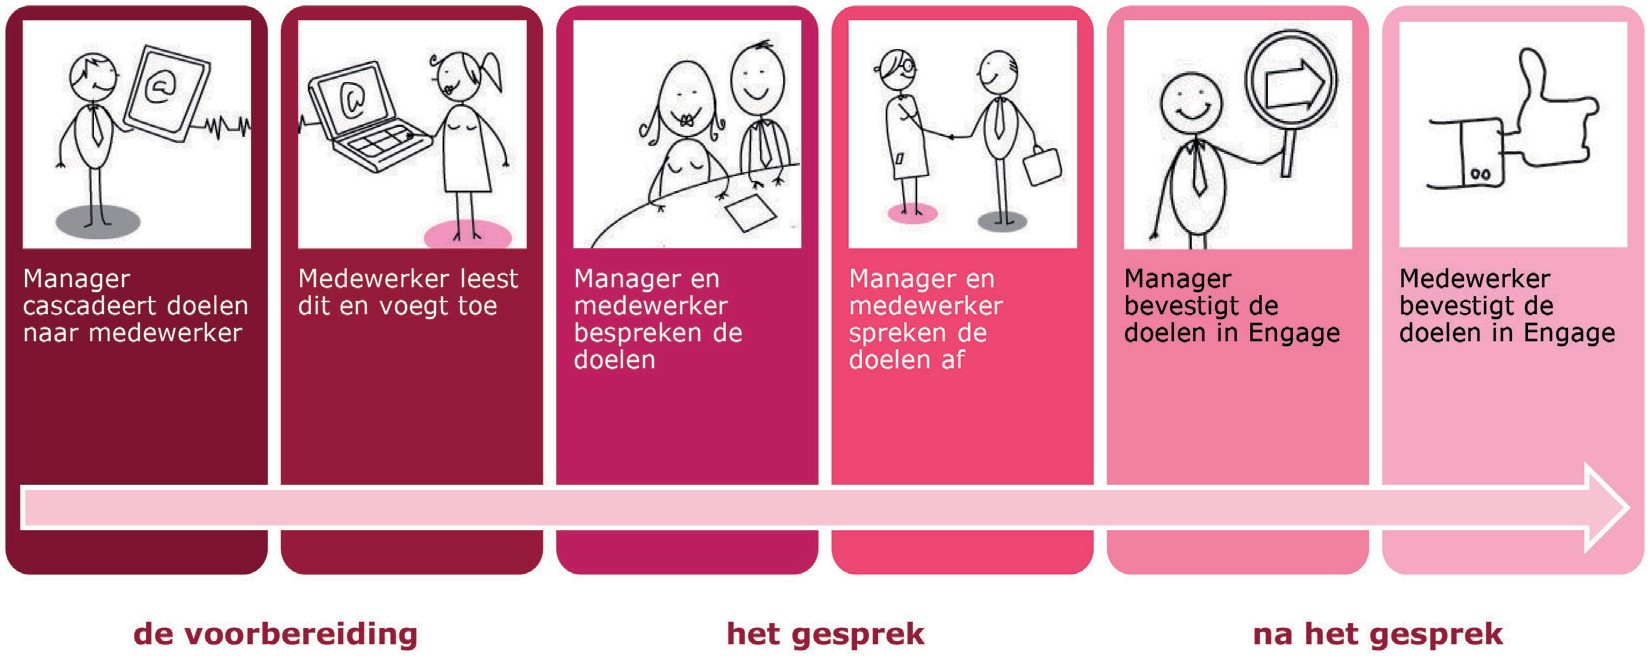 @
@
Manager
cascadeert doelen
naar medewerker
Medewerker leest
dit en voegt toe
Manager en
medewerker
bespreken de
doelen
Manager en
medewerker
spreken de
doelen af
Manager
bevestigt de
doelen in Engage
Medewerker
bevestigt de
doelen in Engage
de voorbereiding
het gesprek
na het gesprek